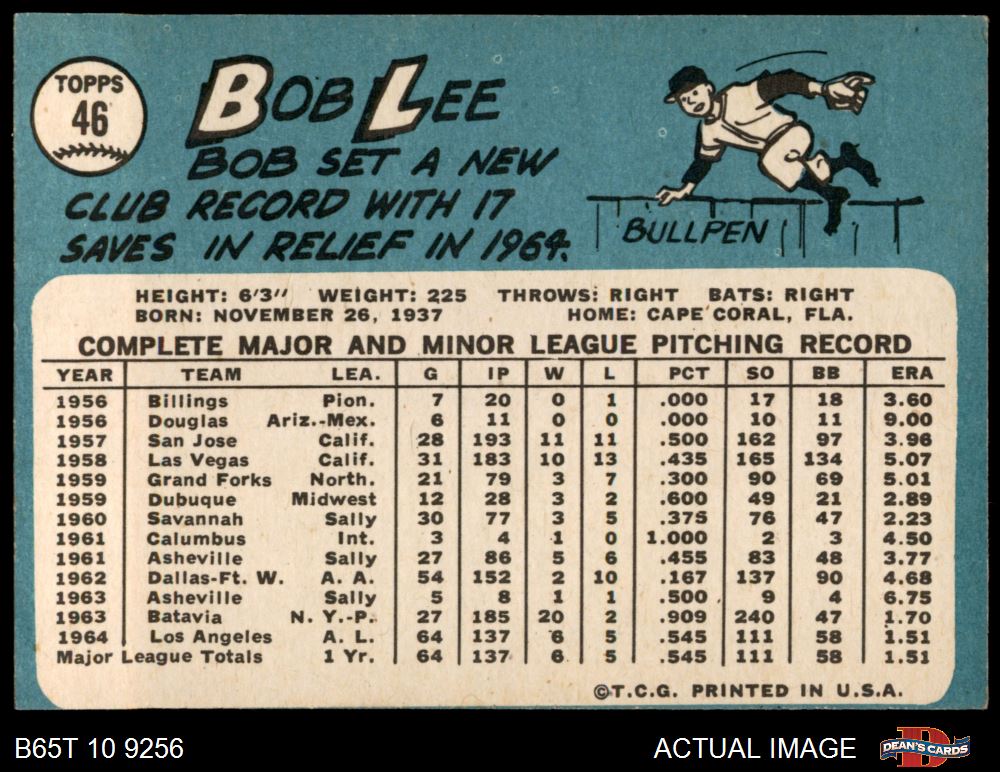 TOPPS
46
BOB LEE
BOB SET A NEW
CLUB RECORD WITH 17
SAVES IN RELIEF IN 1964.
BULLPEN
HEIGHT: 6'3" WEIGHT: 225 THROWS: RIGHT BATS: RIGHT
BORN: NOVEMBER 26, 1937 HOME: CAPE CORAL, FLA.
COMPLETE MAJOR AND MINOR LEAGUE PITCHING RECORD
YEAR TEAM LEA. G IP W L PCT SO BB ERA
1956 Billings Pion. 7 20 0 1 .000 17 18 3.60
1956 Douglas Ariz.-Mex. 6 11 0 0 .000 10 11 9.00
1957 San Jose Calif. 28 193 11 11 .500 162 97 3.96
1958 Las Vegas Calif. 31 183 10 13 .435 165 134 5.07
1959 Grand Forks North. 21 79 3 7 .300 90 69 5.01
1959 Dubuque Midwest 12 28 3 2 .600 49 21 2.89
1960 Savannah Sally 30 77 3 5 .375 76 47 2.23
1961 Calumbus Int. 3 4 1 0 1.000 2 3 4.50
1961 Asheville Sally 27 86 5 6 .455 83 48 3.77
1962 Dallas-Ft. W. A. A. 54 152 2 10 .167 137 90 4.68
1963 Asheville Sally 5 8 1 1 .500 9 4 6.75
1963 Batavia N. Y.-P. 27 185 20 2 .909 240 47 1.70
1964 Los Angeles A. L. 64 137 6 5 .545 111 58 1.51
Major League Totals 1 Yr. 64 137 6 5 .545 111 58 1.51
©T.C.G. PRINTED IN U.S.A.
B65T 10 9256 ACTUAL IMAGE DEAN'S CARDS